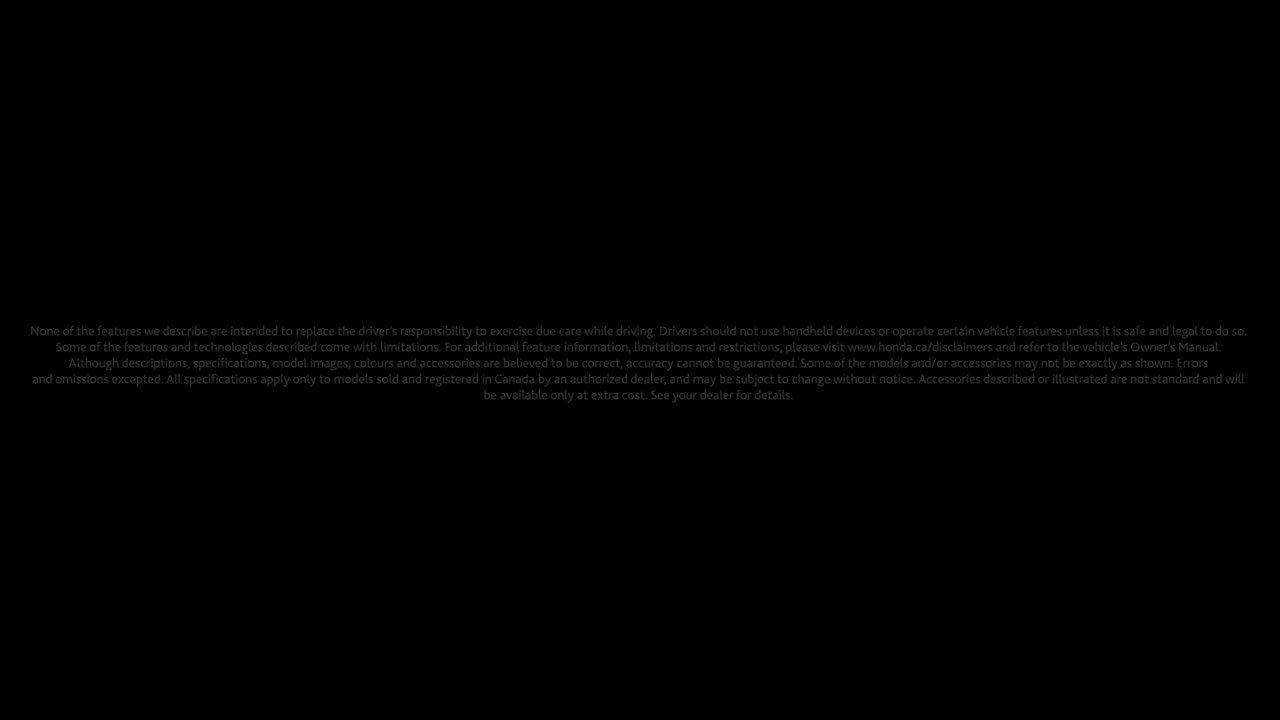 None of the features we describe are intended to replace the driver's responsibility to exercise due care while driving. Drivers should not use handheld devices or operate certain vehicle features unless it is safe and legal to do so.
Some of the features and technologies described come with limitations. For additional feature information, limitations and restrictions, please visit www.honda.ca/disclaimers and refer to the vehicle's Owner's Manual.
Although descriptions, specifications, model images, colours and accessories are believed to be correct, accuracy cannot be guaranteed. Some of the models and/or accessories may not be exactly as shown. Errors
and omissions excepted. All specifications apply only to models sold and registered in Canada by an authorized dealer, and may be subject to change without notice. Accessories described or illustrated are not standard and will
be available only at extra cost. See your dealer for details.